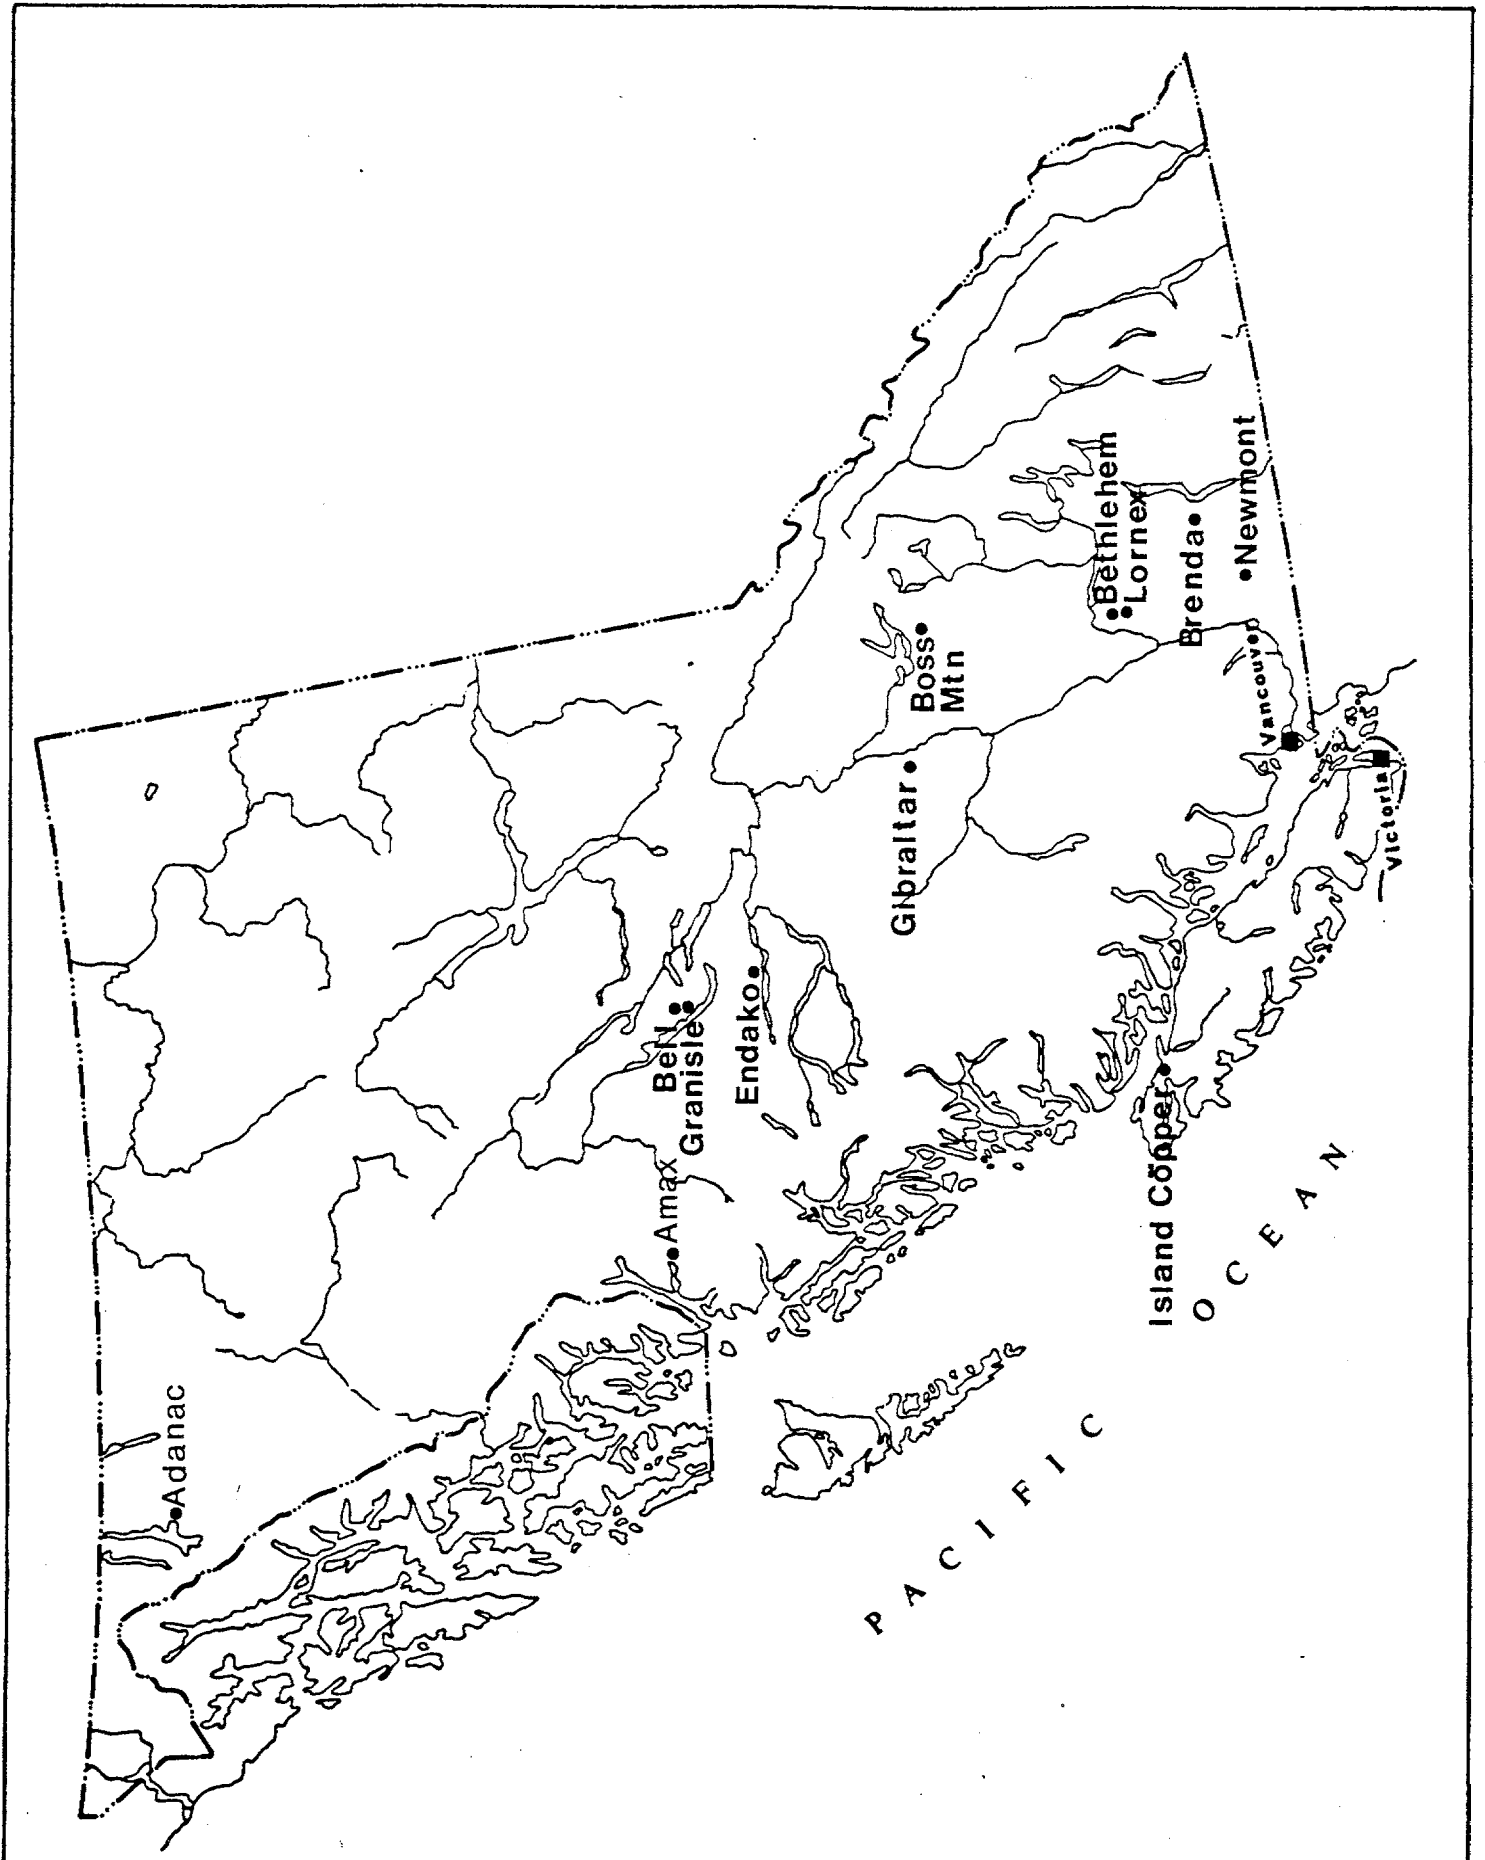 Adanac
Amax
Bell
Granisle
Endako
Gibraltar
Boss
Mtn
Bethlehem
Lornex
Brenda
Newmont
Vancouver
Victoria
Island Copper
PACIFIC OCEAN